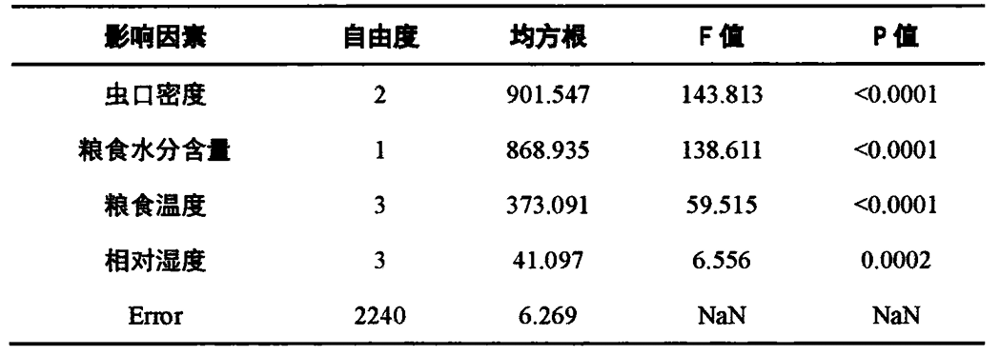 影响因素 自由度 均方根 F值 P值
虫口密度 2 901.547 143.813 <0.0001
粮食水分含量 1 868.935 138.611 <0.0001
粮食温度 3 373.091 59.515 <0.0001
相对湿度 3 41.097 6.556 0.0002
Error 2240 6.269 NaN NaN